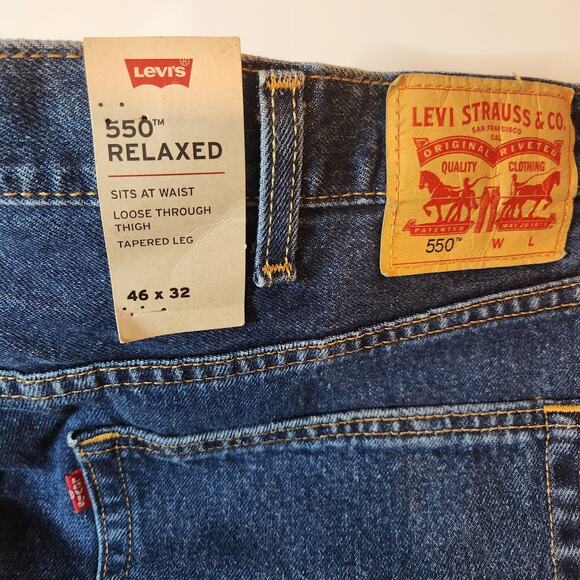 LEVI'S®
550™
RELAXED
SITS AT WAIST
LOOSE THROUGH
THIGH
TAPERED LEG
46 x 32
LEVI STRAUSS & CO.
SAN FRANCISCO
CAL
ORIGINAL RIVETED
QUALITY CLOTHING
PATENTED MAY 20 1873
550™ W L
LEVI'S